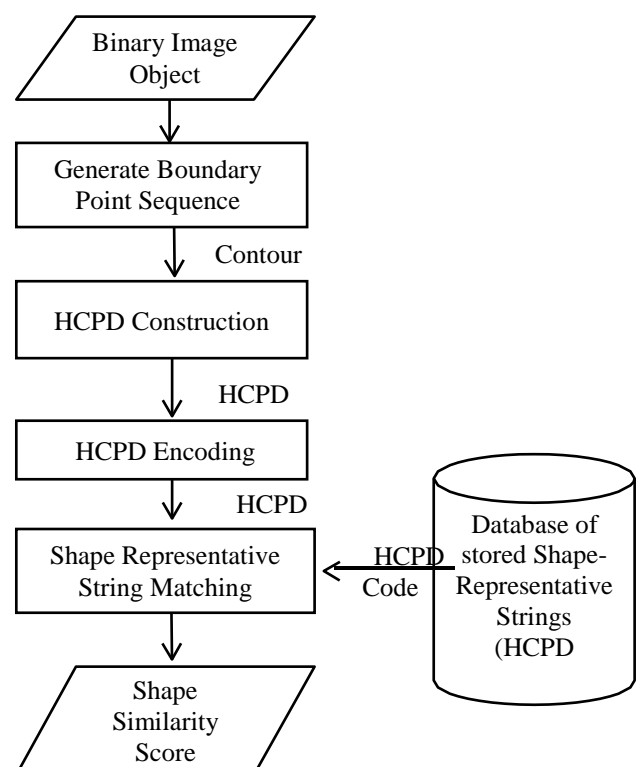 Binary Image
Object
Generate Boundary
Point Sequence
Contour
HCPD Construction
HCPD
HCPD Encoding
HCPD
Shape Representative
String Matching
HCPD
Code
Database of
stored Shape-
Representative
Strings
(HCPD
Shape
Similarity
Score